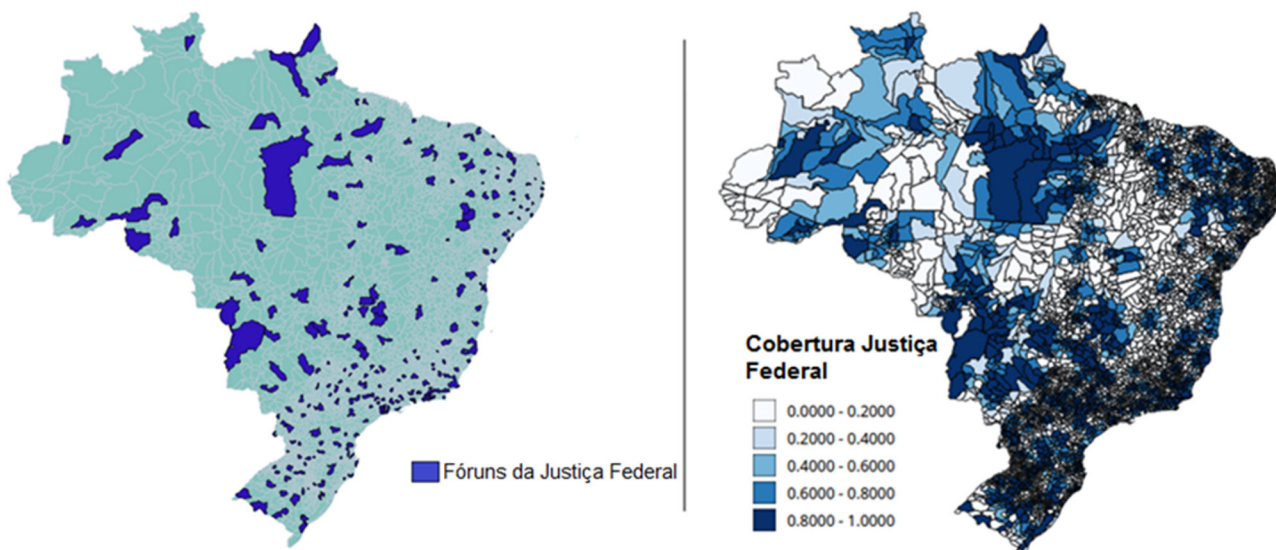 Fóruns da Justiça Federal
Cobertura Justiça
Federal
0.0000 - 0.2000
0.2000 - 0.4000
0.4000 - 0.6000
0.6000 - 0.8000
0.8000 - 1.0000